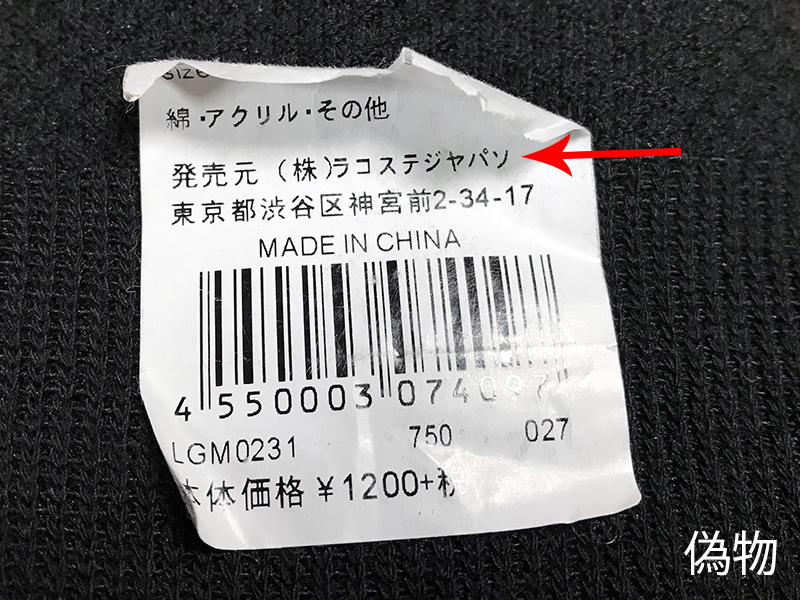 size
綿・アクリル・その他
発売元 (株)ラコステジヤパソ
東京都渋谷区神宮前2-34-17
MADE IN CHINA
4 550003 074097
LGM0231 750 027
本体価格 ¥1200+税
偽物